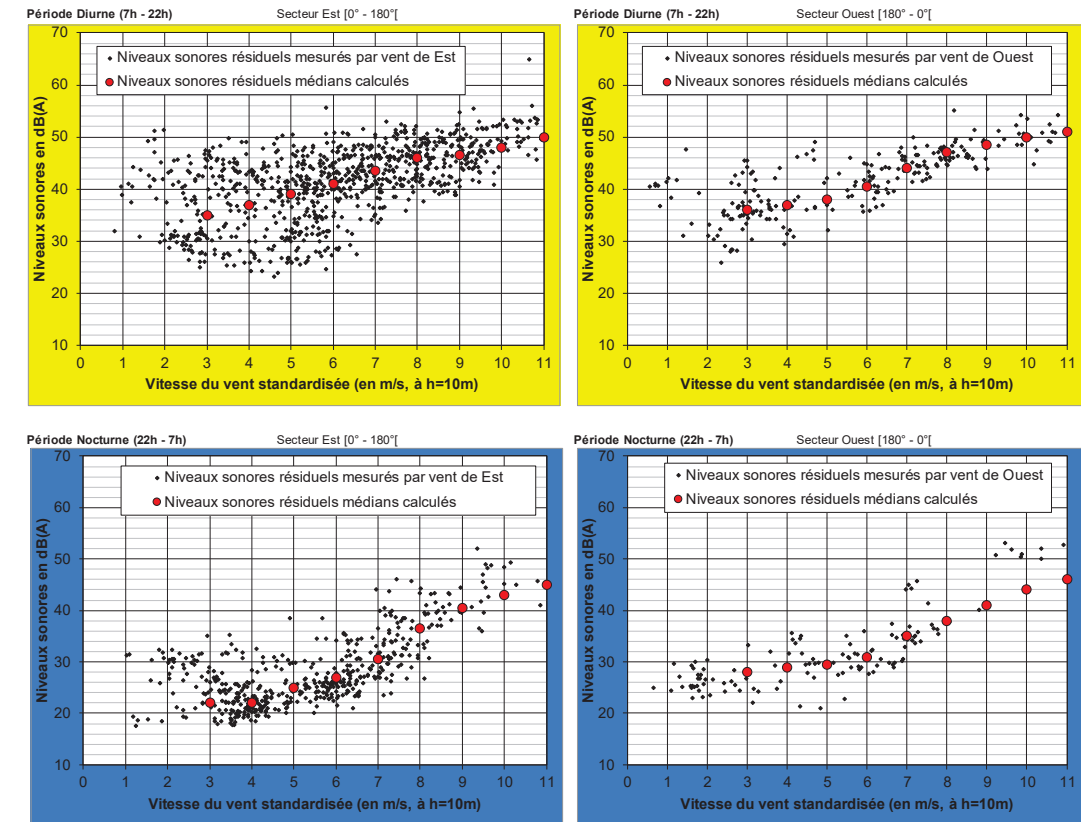 Période Diurne (7h - 22h) Secteur Est [0° - 180°[
70
60
50
40
30
20
10
Niveaux sonores en dB(A)
Niveaux sonores résiduels mesurés par vent de Est
Niveaux sonores résiduels médians calculés
0 1 2 3 4 5 6 7 8 9 10 11
Vitesse du vent standardisée (en m/s, à h=10m)
Période Diurne (7h - 22h) Secteur Ouest [180° - 0°[
70
60
50
40
30
20
10
Niveaux sonores en dB(A)
Niveaux sonores résiduels mesurés par vent de Ouest
Niveaux sonores résiduels médians calculés
0 1 2 3 4 5 6 7 8 9 10 11
Vitesse du vent standardisée (en m/s, à h=10m)
Période Nocturne (22h - 7h) Secteur Est [0° - 180°[
70
60
50
40
30
20
10
Niveaux sonores en dB(A)
Niveaux sonores résiduels mesurés par vent de Est
Niveaux sonores résiduels médians calculés
0 1 2 3 4 5 6 7 8 9 10 11
Vitesse du vent standardisée (en m/s, à h=10m)
Période Nocturne (22h - 7h) Secteur Ouest [180° - 0°[
70
60
50
40
30
20
10
Niveaux sonores en dB(A)
Niveaux sonores résiduels mesurés par vent de Ouest
Niveaux sonores résiduels médians calculés
0 1 2 3 4 5 6 7 8 9 10 11
Vitesse du vent standardisée (en m/s, à h=10m)